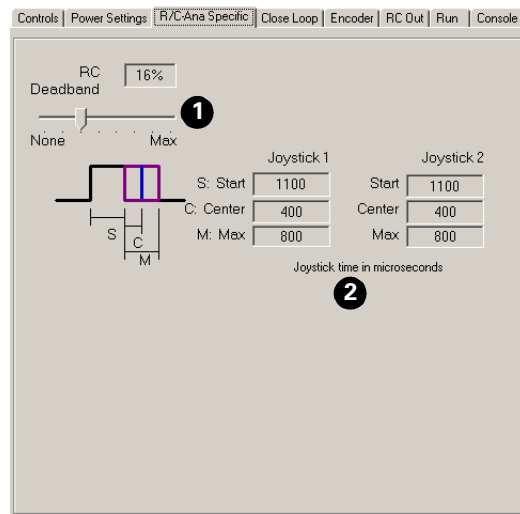 Controls Power Settings R/C-Ana Specific Close Loop Encoder RC Out Run Console
RC Deadband 16%
1
None Max
Joystick 1 Joystick 2
S: Start 1100 Start 1100
C: Center 400 Center 400
M: Max 800 Max 800
S
C
M
Joystick time in microseconds
2